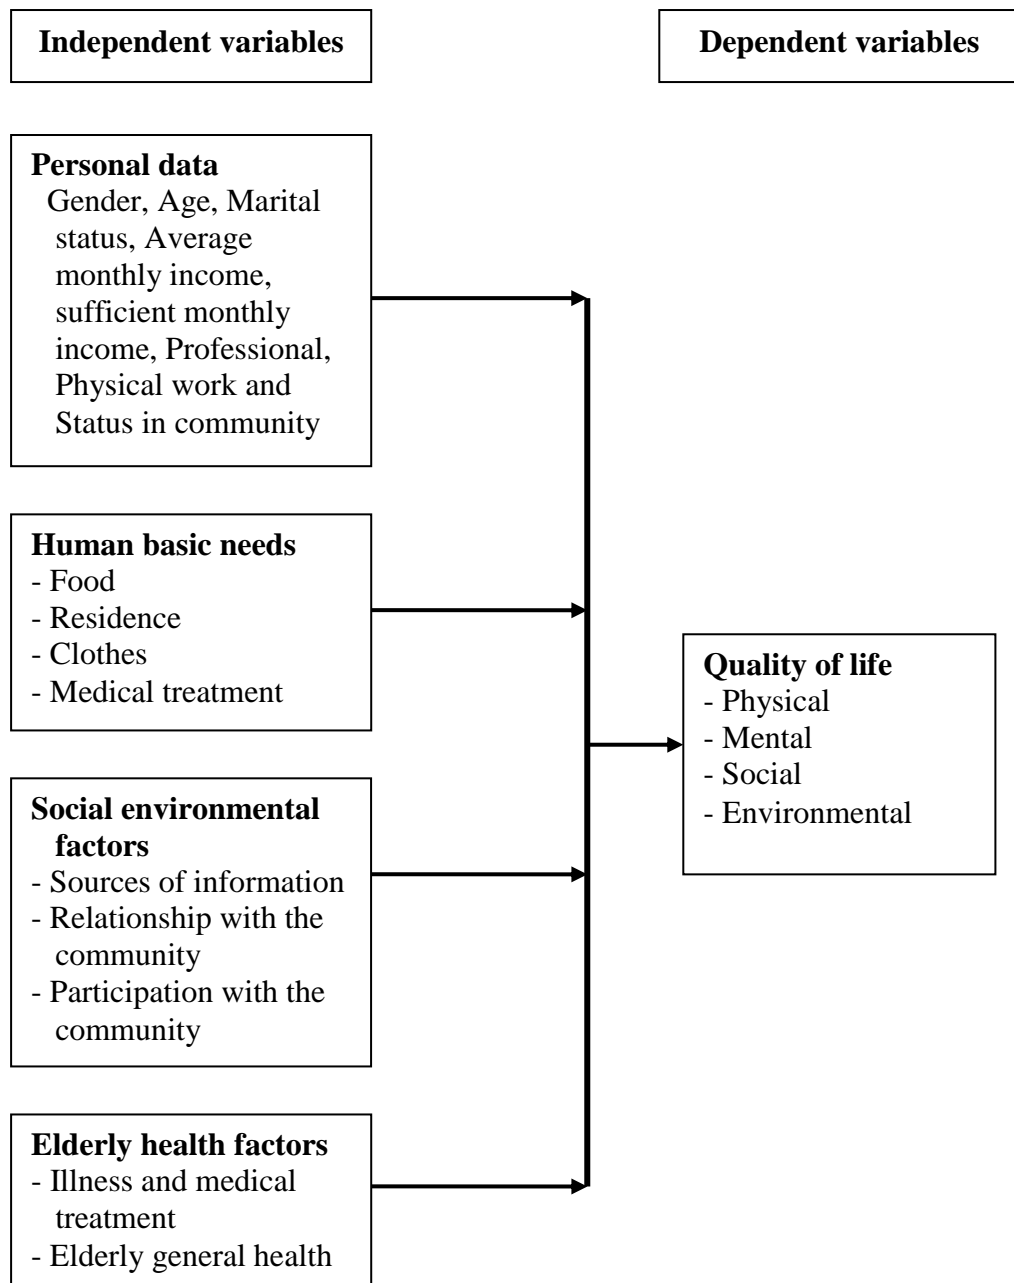 Independent variables
Dependent variables
Personal data
Gender, Age, Marital
status, Average
monthly income,
sufficient monthly
income, Professional,
Physical work and
Status in community
Human basic needs
- Food
- Residence
- Clothes
- Medical treatment
Social environmental
factors
- Sources of information
- Relationship with the
community
- Participation with the
community
Elderly health factors
- Illness and medical
treatment
- Elderly general health
Quality of life
- Physical
- Mental
- Social
- Environmental